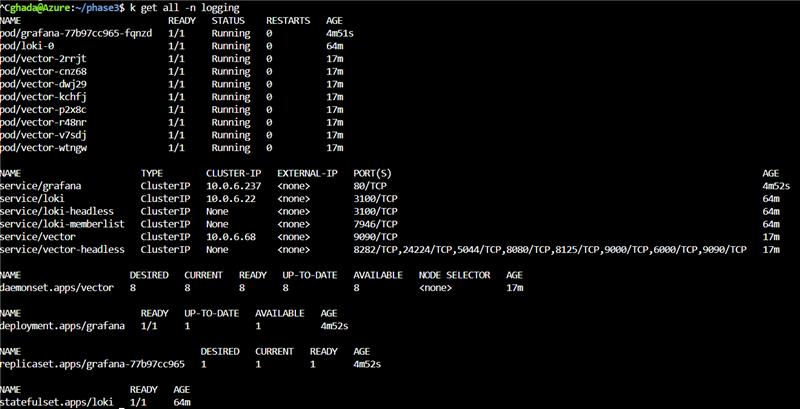 ^Cghada@Azure:~/phase3$ k get all -n logging
NAME READY STATUS RESTARTS AGE
pod/grafana-77b97cc965-fqnzd 1/1 Running 0 4m51s
pod/loki-0 1/1 Running 0 64m
pod/vector-2rrjt 1/1 Running 0 17m
pod/vector-cnz68 1/1 Running 0 17m
pod/vector-dwj29 1/1 Running 0 17m
pod/vector-kchfj 1/1 Running 0 17m
pod/vector-p2x8c 1/1 Running 0 17m
pod/vector-r48nr 1/1 Running 0 17m
pod/vector-v7sdj 1/1 Running 0 17m
pod/vector-wtngw 1/1 Running 0 17m
NAME TYPE CLUSTER-IP EXTERNAL-IP PORT(S) AGE
service/grafana ClusterIP 10.0.6.237 <none> 80/TCP 4m52s
service/loki ClusterIP 10.0.6.22 <none> 3100/TCP 64m
service/loki-headless ClusterIP None <none> 3100/TCP 64m
service/loki-memberlist ClusterIP None <none> 7946/TCP 64m
service/vector ClusterIP 10.0.6.68 <none> 9090/TCP 17m
service/vector-headless ClusterIP None <none> 8282/TCP,24224/TCP,5044/TCP,8080/TCP,8125/TCP,9000/TCP,6000/TCP,9090/TCP 17m
NAME DESIRED CURRENT READY UP-TO-DATE AVAILABLE NODE SELECTOR AGE
daemonset.apps/vector 8 8 8 8 8 <none> 17m
NAME READY UP-TO-DATE AVAILABLE AGE
deployment.apps/grafana 1/1 1 1 4m52s
NAME DESIRED CURRENT READY AGE
replicaset.apps/grafana-77b97cc965 1 1 1 4m52s
NAME READY AGE
statefulset.apps/loki 1/1 64m